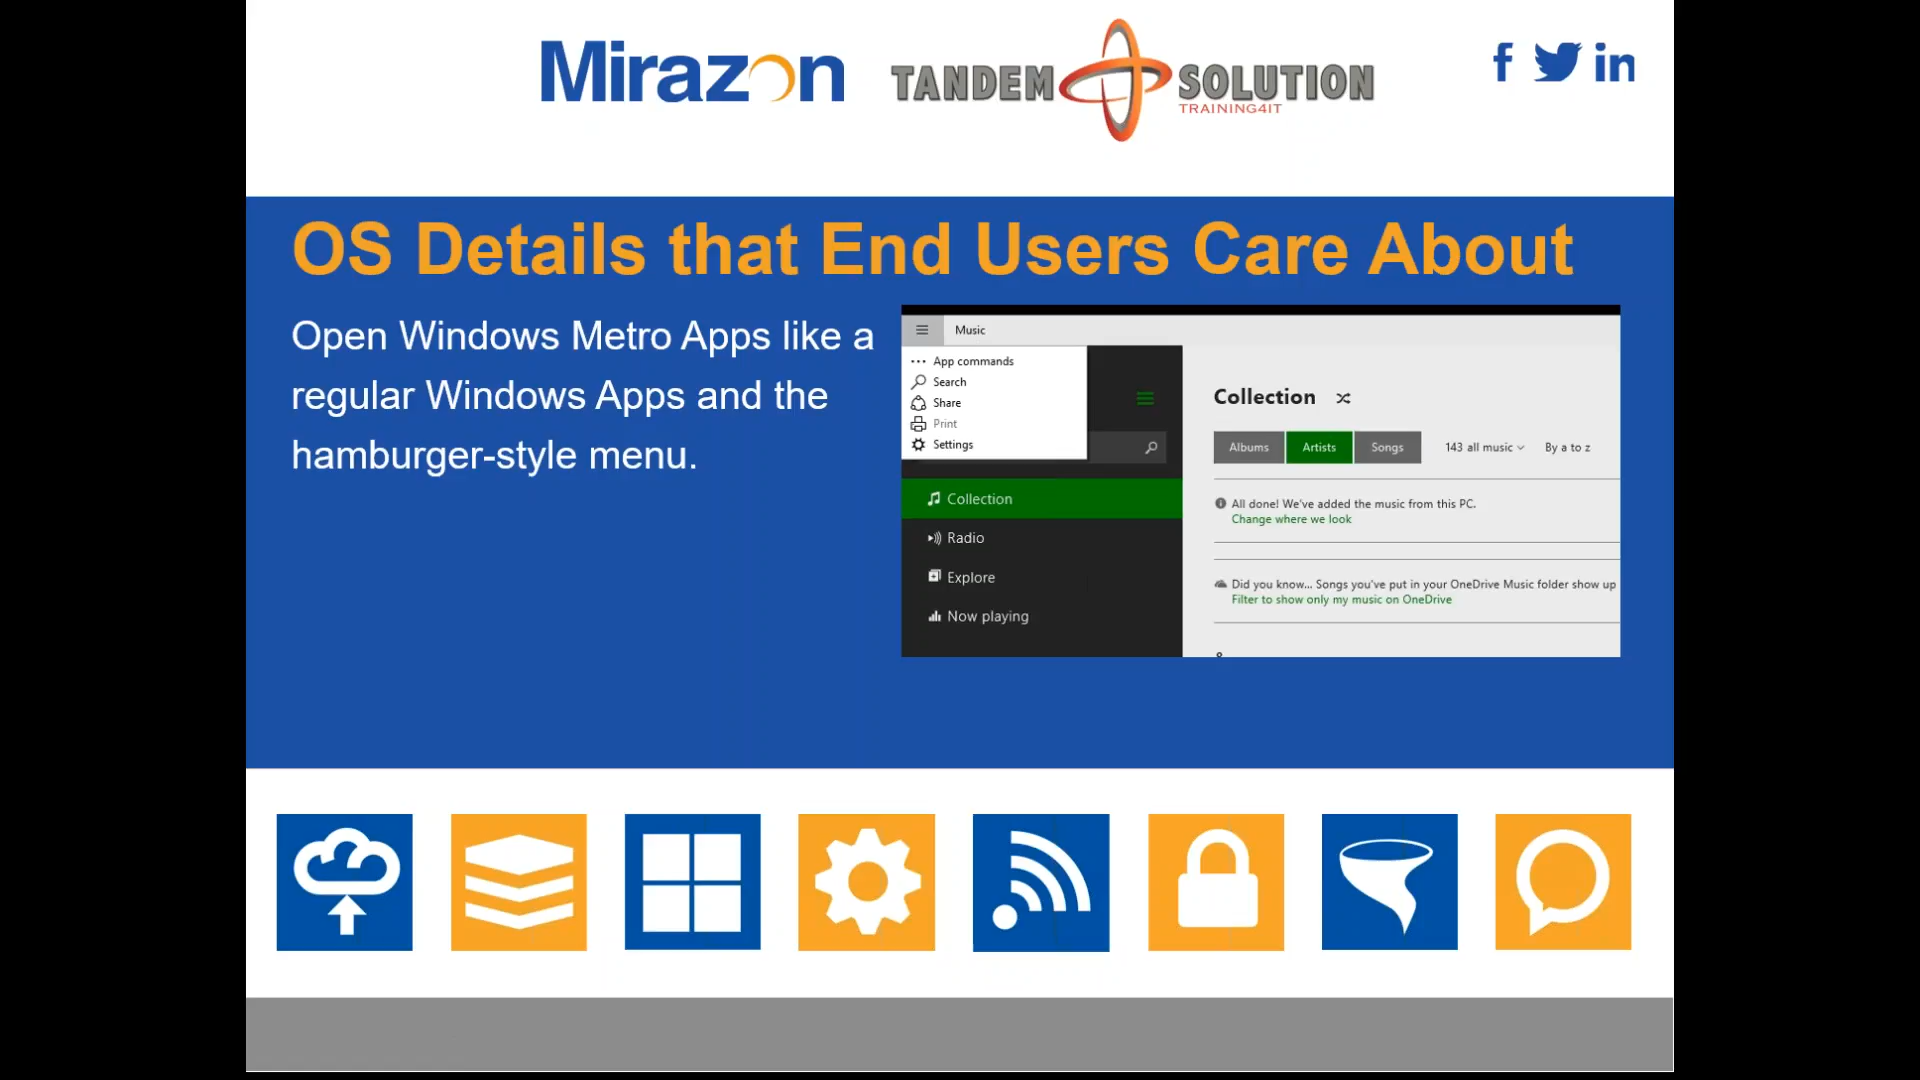 Mirazon
TANDEM SOLUTION
TRAINING4IT
f in
OS Details that End Users Care About
Open Windows Metro Apps like a
regular Windows Apps and the
hamburger-style menu.
Music
App commands
Search
Share
Print
Settings
Collection
Radio
Explore
Now playing
Collection
Albums Artists Songs 143 all music By a to z
All done! We've added the music from this PC.
Change where we look
Did you know... Songs you've put in your OneDrive Music folder show up
Filter to show only my music on OneDrive